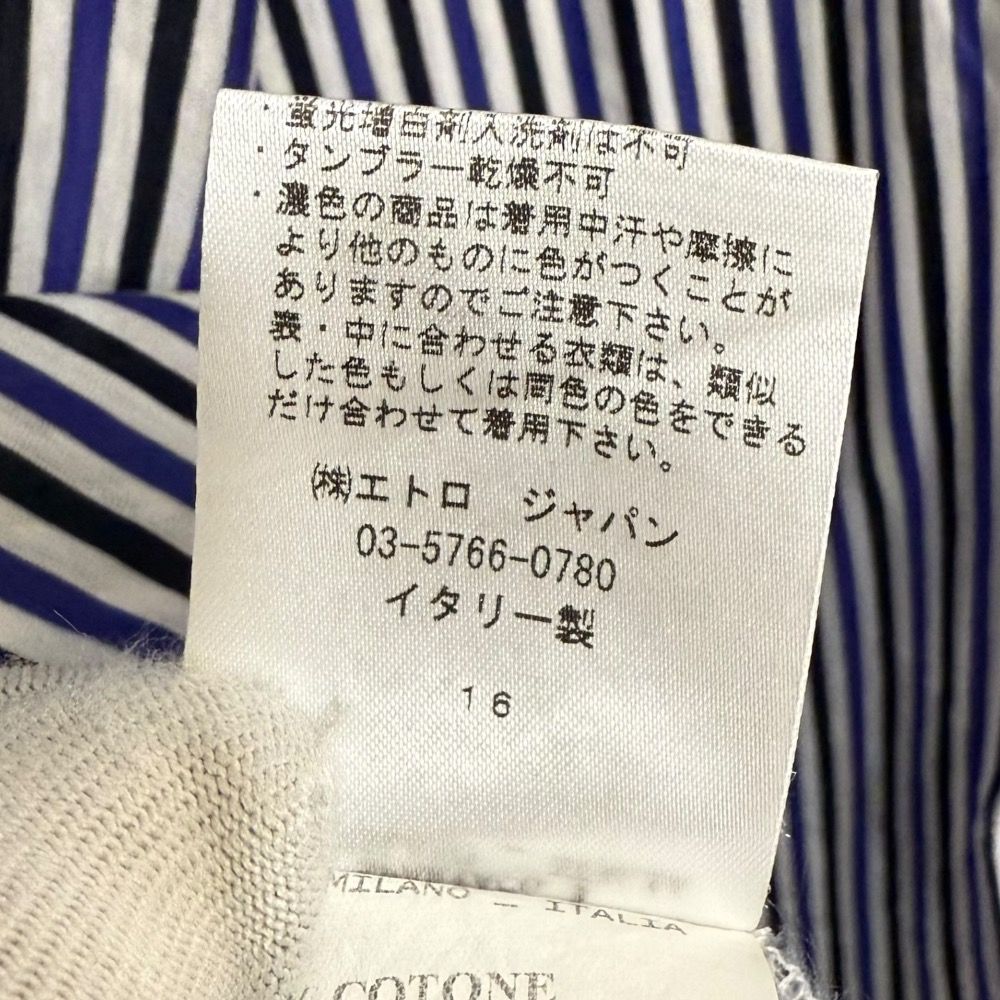 ・蛍光増白剤入洗剤は不可
・タンブラー乾燥不可
・濃色の商品は着用中汗や摩擦に
より他のものに色がつくことが
ありますのでご注意下さい。
表・中に合わせる衣類は、類似
した色もしくは同色の色をできる
だけ合わせて着用下さい。
㈱エトロ ジャパン
03-5766-0780
イタリー製
16
MILANO - ITALIA
COTONE